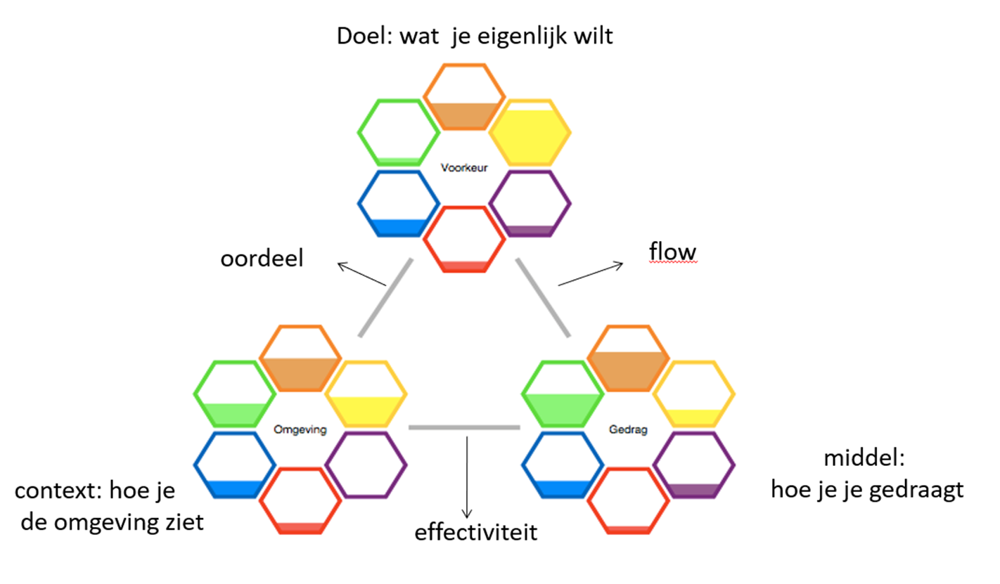 Doel: wat  je eigenlijk wilt
Voorkeur
oordeel
flow
Omgeving
Gedrag
context: hoe je
de omgeving ziet
middel:
hoe je je gedraagt
effectiviteit